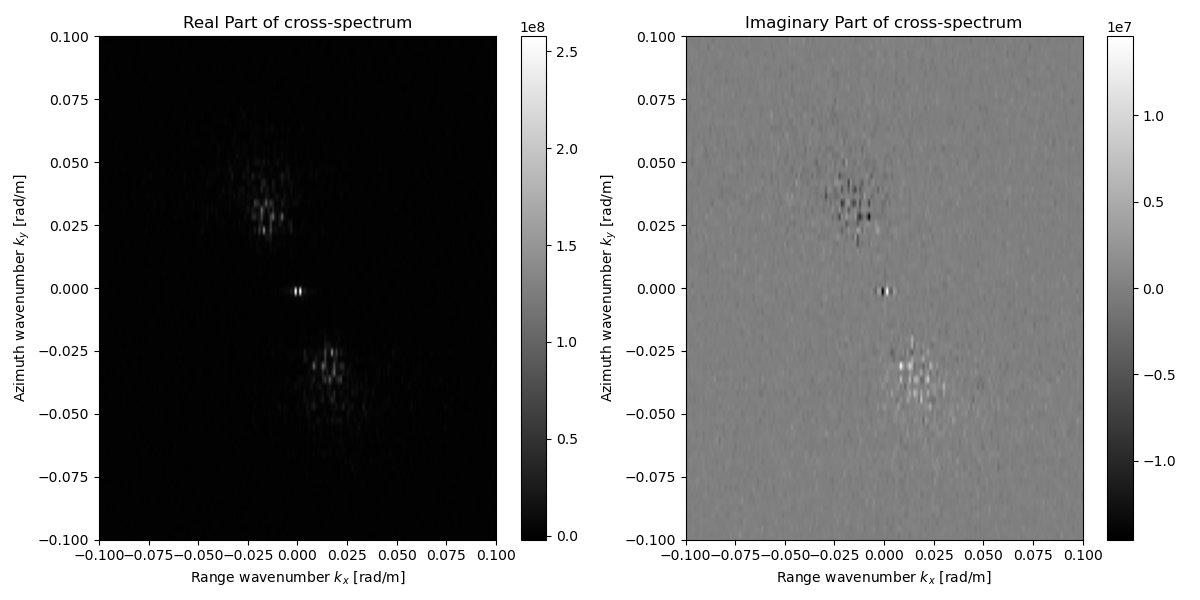 Real Part of cross-spectrum
1e8
0.100
0.075
0.050
0.025
0.000
−0.025
−0.050
−0.075
−0.100
Azimuth wavenumber k_y [rad/m]
−0.100−0.075−0.050−0.025 0.000 0.025 0.050 0.075 0.100
Range wavenumber k_x [rad/m]
2.5
2.0
1.5
1.0
0.5
0.0
Imaginary Part of cross-spectrum
1e7
0.100
0.075
0.050
0.025
0.000
−0.025
−0.050
−0.075
−0.100
Azimuth wavenumber k_y [rad/m]
−0.100−0.075−0.050−0.025 0.000 0.025 0.050 0.075 0.100
Range wavenumber k_x [rad/m]
1.0
0.5
0.0
−0.5
−1.0